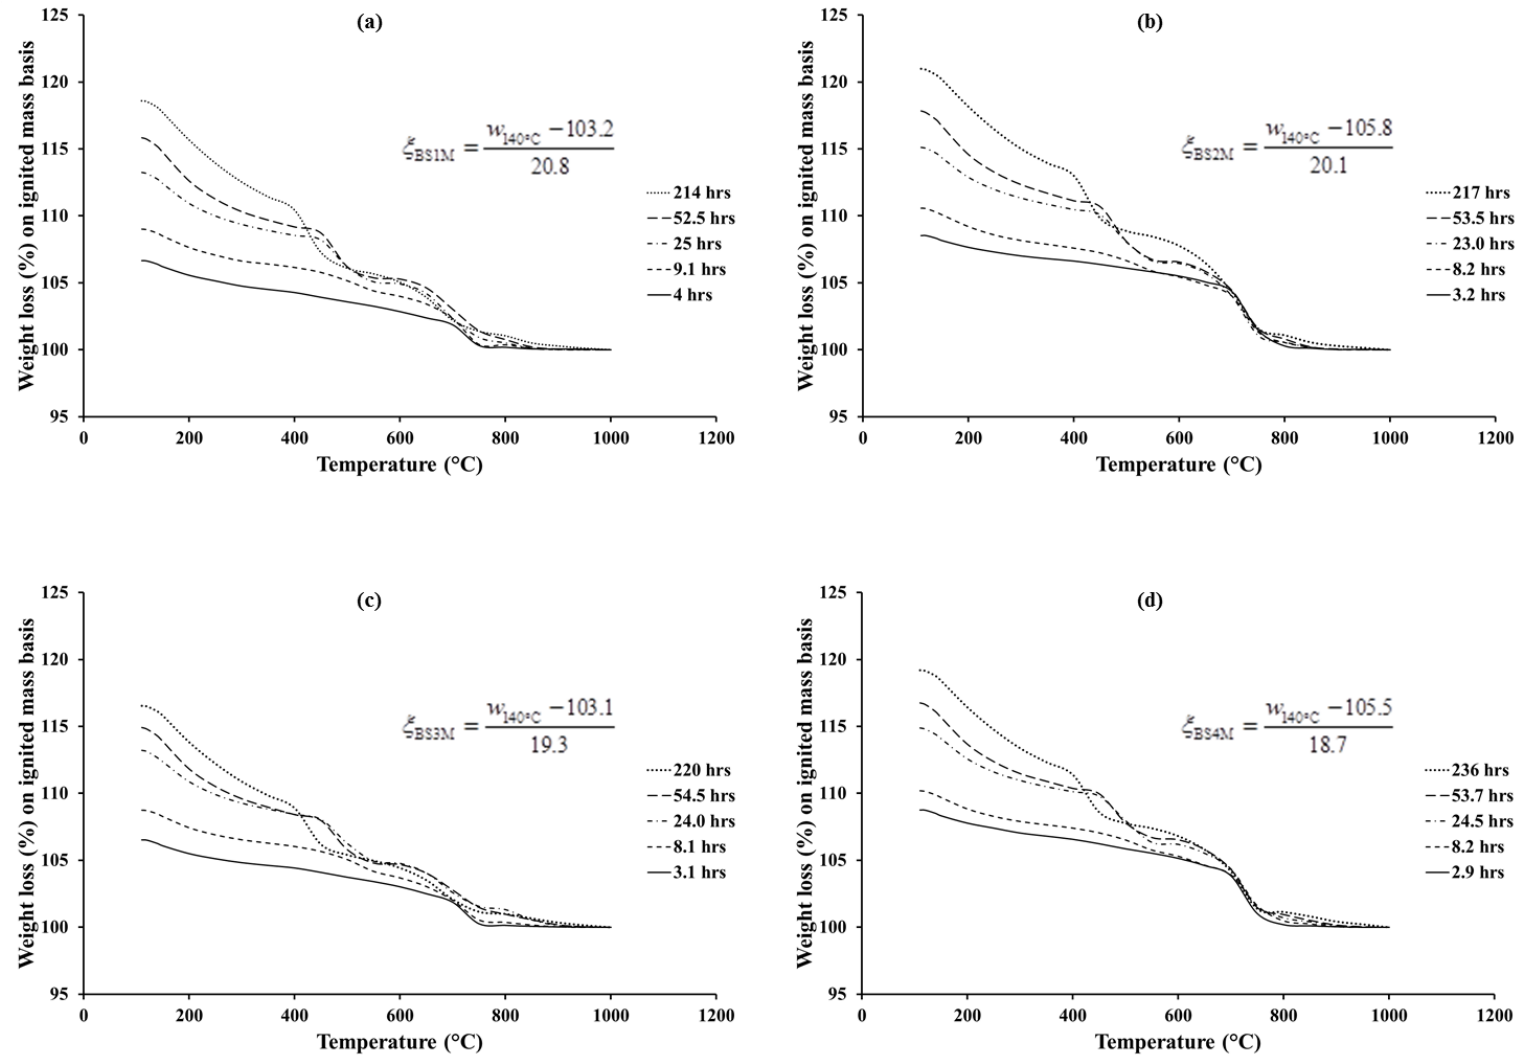 (a)
Weight loss (%) on ignited mass basis
125
120
115
110
105
100
95
ξBS1M = w140°C −103.2
20.8
214 hrs
52.5 hrs
25 hrs
9.1 hrs
4 hrs
0 200 400 600 800 1000 1200
Temperature (°C)
(b)
Weight loss (%) on ignited mass basis
125
120
115
110
105
100
95
ξBS2M = w140°C −105.8
20.1
217 hrs
53.5 hrs
23.0 hrs
8.2 hrs
3.2 hrs
0 200 400 600 800 1000 1200
Temperature (°C)
(c)
Weight loss (%) on ignited mass basis
125
120
115
110
105
100
95
ξBS3M = w140°C −103.1
19.3
220 hrs
54.5 hrs
24.0 hrs
8.1 hrs
3.1 hrs
0 200 400 600 800 1000 1200
Temperature (°C)
(d)
Weight loss (%) on ignited mass basis
125
120
115
110
105
100
95
ξBS4M = w140°C −105.5
18.7
236 hrs
53.7 hrs
24.5 hrs
8.2 hrs
2.9 hrs
0 200 400 600 800 1000 1200
Temperature (°C)